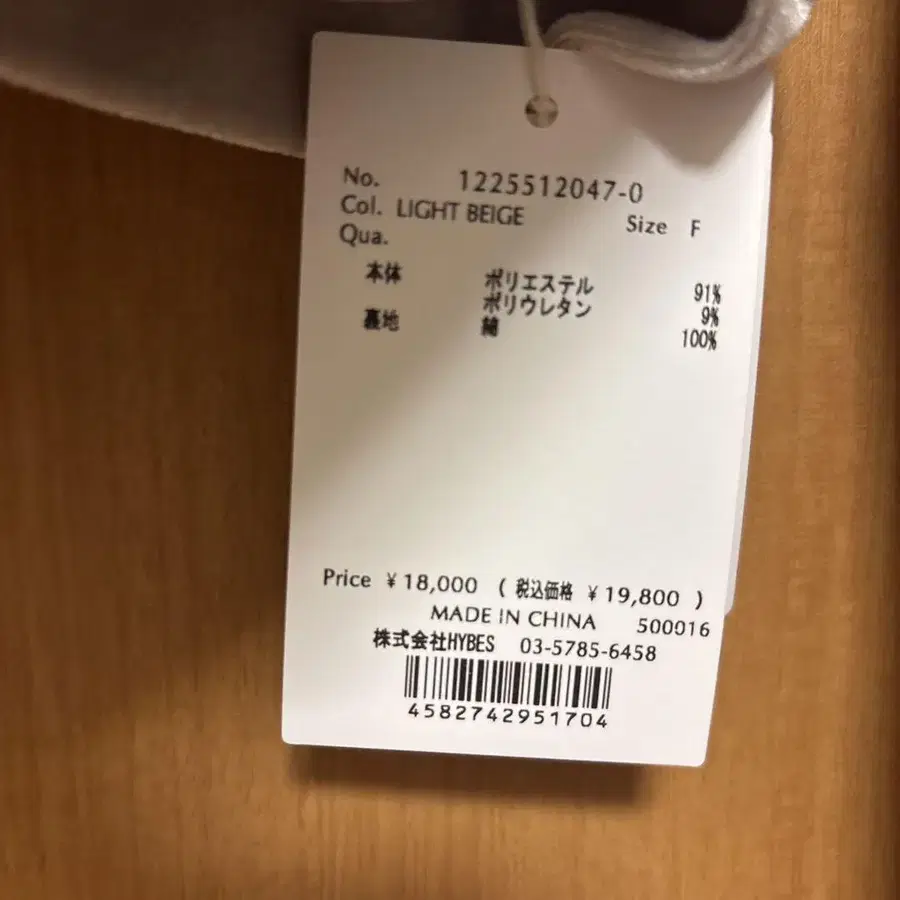 No. 1225512047-0
Col. LIGHT BEIGE Size F
Qua.
本体 ポリエステル 91%
ポリウレタン 9%
裏地 綿 100%
Price ¥18,000 ( 税込価格 ¥19,800 )
MADE IN CHINA 500016
株式会社HYBES 03-5785-6458
4582742951704